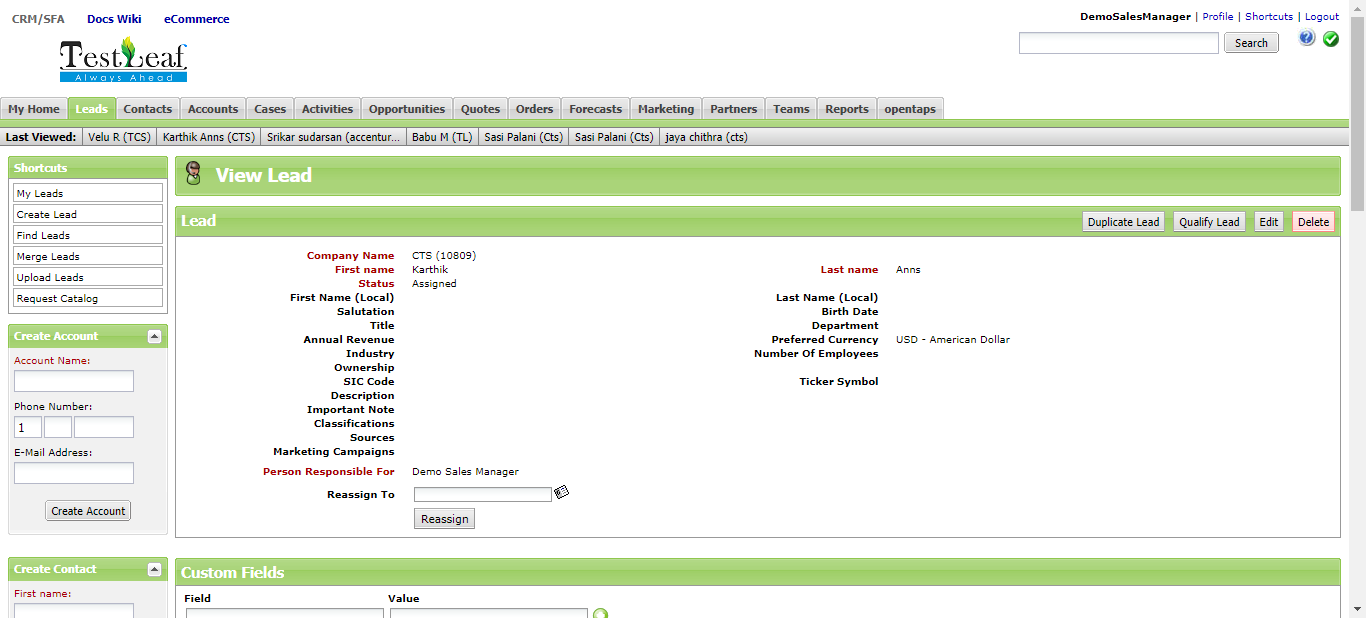 CRM/SFA Docs Wiki eCommerce
DemoSalesManager | Profile | Shortcuts | Logout
Search
TestLeaf
Always Ahead
My Home Leads Contacts Accounts Cases Activities Opportunities Quotes Orders Forecasts Marketing Partners Teams Reports opentaps
Last Viewed: Velu R (TCS) Karthik Anns (CTS) Srikar sudarsan (accentur... Babu M (TL) Sasi Palani (Cts) Sasi Palani (Cts) jaya chithra (cts)
Shortcuts
My Leads
Create Lead
Find Leads
Merge Leads
Upload Leads
Request Catalog
Create Account
Account Name:
Phone Number:
1
E-Mail Address:
Create Account
Create Contact
First name:
View Lead
Lead Duplicate Lead Qualify Lead Edit Delete
Company Name CTS (10809)
First name Karthik Last name Anns
Status Assigned
First Name (Local) Last Name (Local)
Salutation Birth Date
Title Department
Annual Revenue Preferred Currency USD - American Dollar
Industry Number Of Employees
Ownership
SIC Code Ticker Symbol
Description
Important Note
Classifications
Sources
Marketing Campaigns
Person Responsible For Demo Sales Manager
Reassign To
Reassign
Custom Fields
Field Value